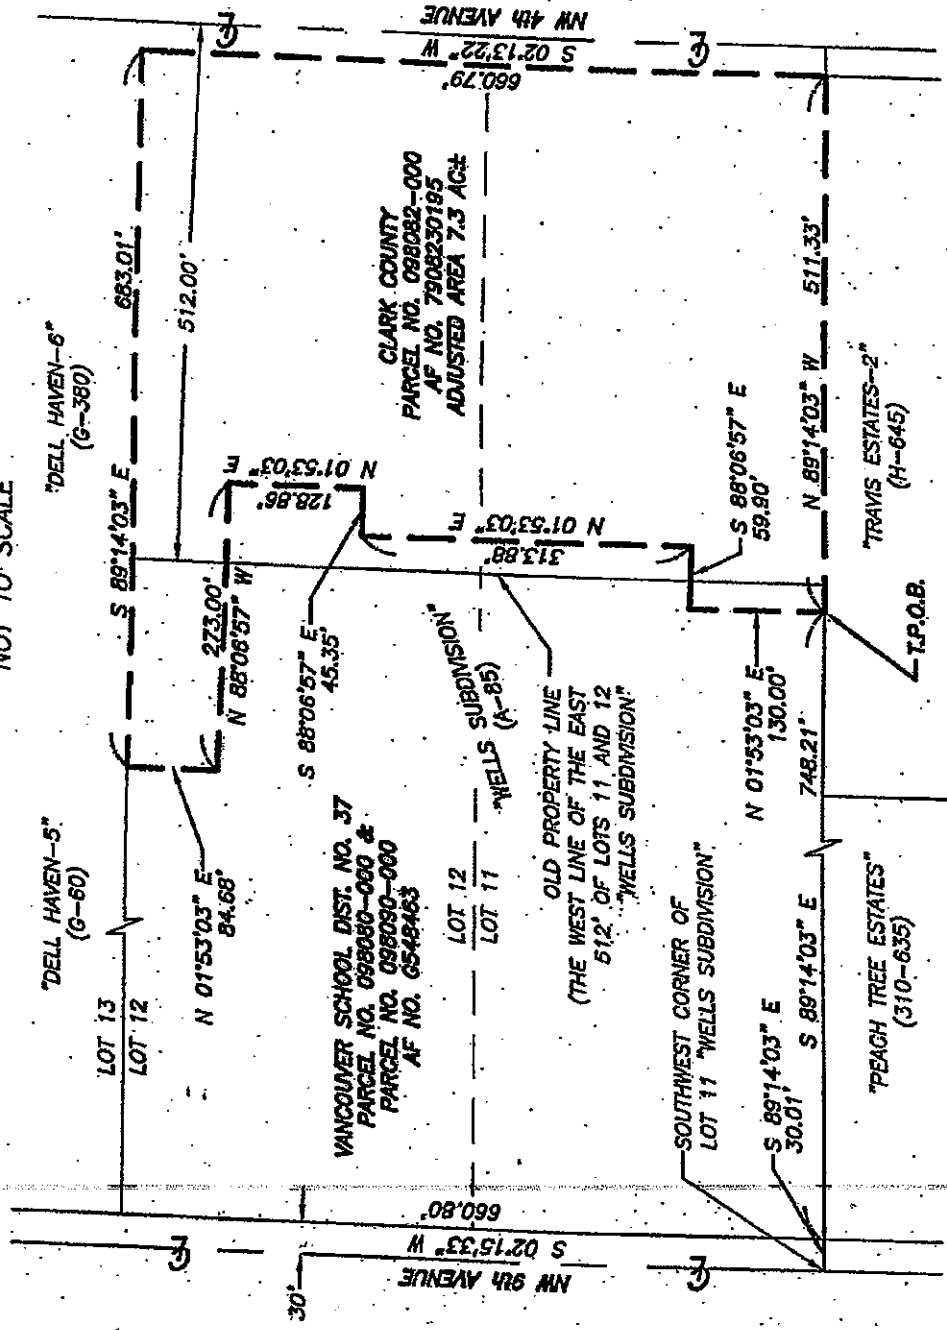 NOT TO SCALE
"DELL HAVEN-5"
(G-60)
"DELL HAVEN-6"
(G-380)
LOT 13
LOT 12
S 89°14'03" E
683.01'
512.00'
N 01°53'03" E
84.68'
273.00'
N 88°06'57" W
N 01°53'03" E
128.86'
S 88°06'57" E
45.35'
VANCOUVER SCHOOL DIST. NO. 37
PARCEL NO. 098080-000 &
PARCEL NO. 098090-000
AF NO. G548463
CLARK COUNTY
PARCEL NO. 098082-000
AF NO. 7908230195
ADJUSTED AREA 7.3 AC±
LOT 12
LOT 11
"WELLS SUBDIVISION"
(A-85)
N 01°53'03" E
313.88'
OLD PROPERTY LINE
(THE WEST LINE OF THE EAST
512' OF LOTS 11 AND 12
"WELLS SUBDIVISION"
S 88°06'57" E
59.90'
N 01°53'03" E
130.00'
SOUTHWEST CORNER OF
LOT 11 "WELLS SUBDIVISION"
S 89°14'03" E
30.01'
S 89°14'03" E
748.21'
N 89°14'03" W
511.33'
"PEACH TREE ESTATES"
(310-635)
T.P.O.B.
"TRAVIS ESTATES-2"
(H-645)
30'
NW 9th AVENUE
S 02°15'33" W
660.80'
NW 4th AVENUE
S 02°13'22" W
660.79'